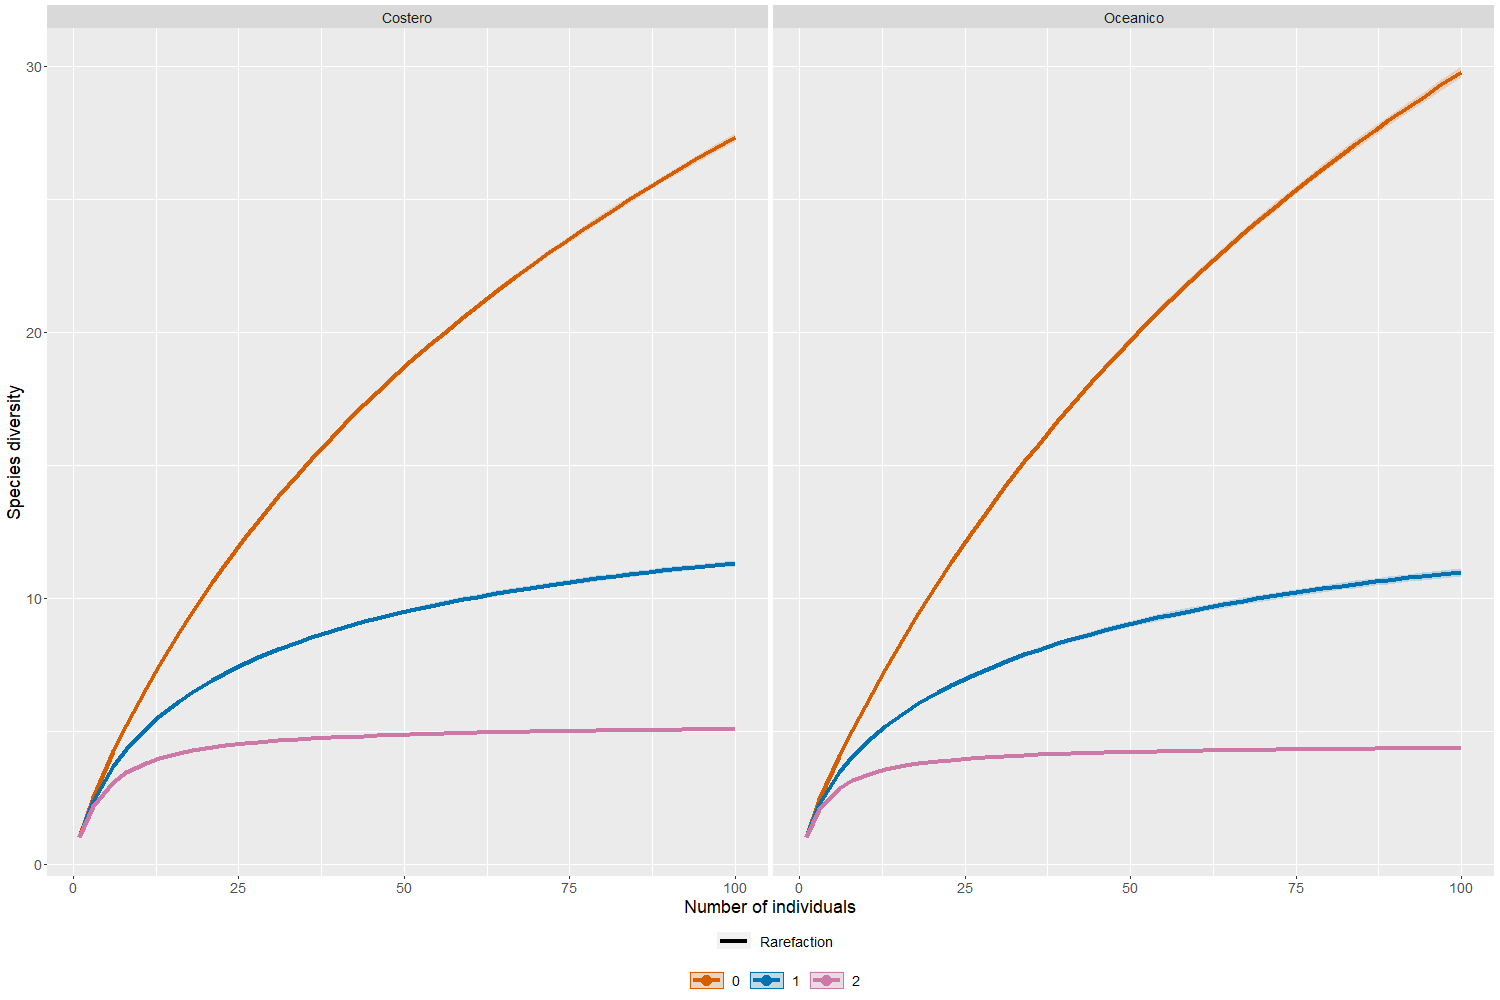 Costero
Oceanico
30
20
10
0
Species diversity
0 25 50 75 100
0 25 50 75 100
Number of individuals
Rarefaction
0 1 2